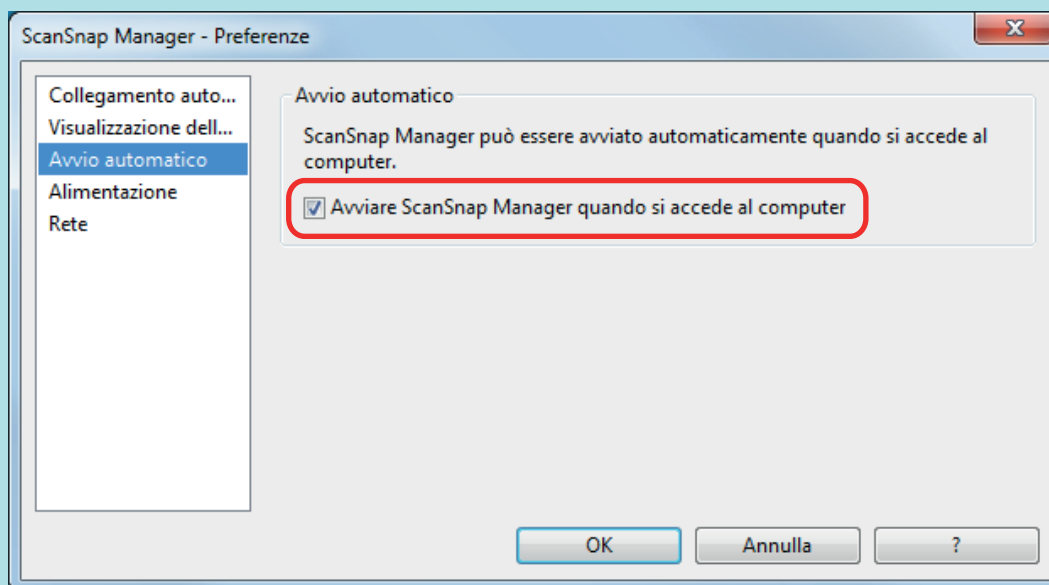 ScanSnap Manager - Preferenze
Collegamento auto...
Visualizzazione dell...
Avvio automatico
Alimentazione
Rete
Avvio automatico
ScanSnap Manager può essere avviato automaticamente quando si accede al
computer.
Avviare ScanSnap Manager quando si accede al computer
OK
Annulla
?